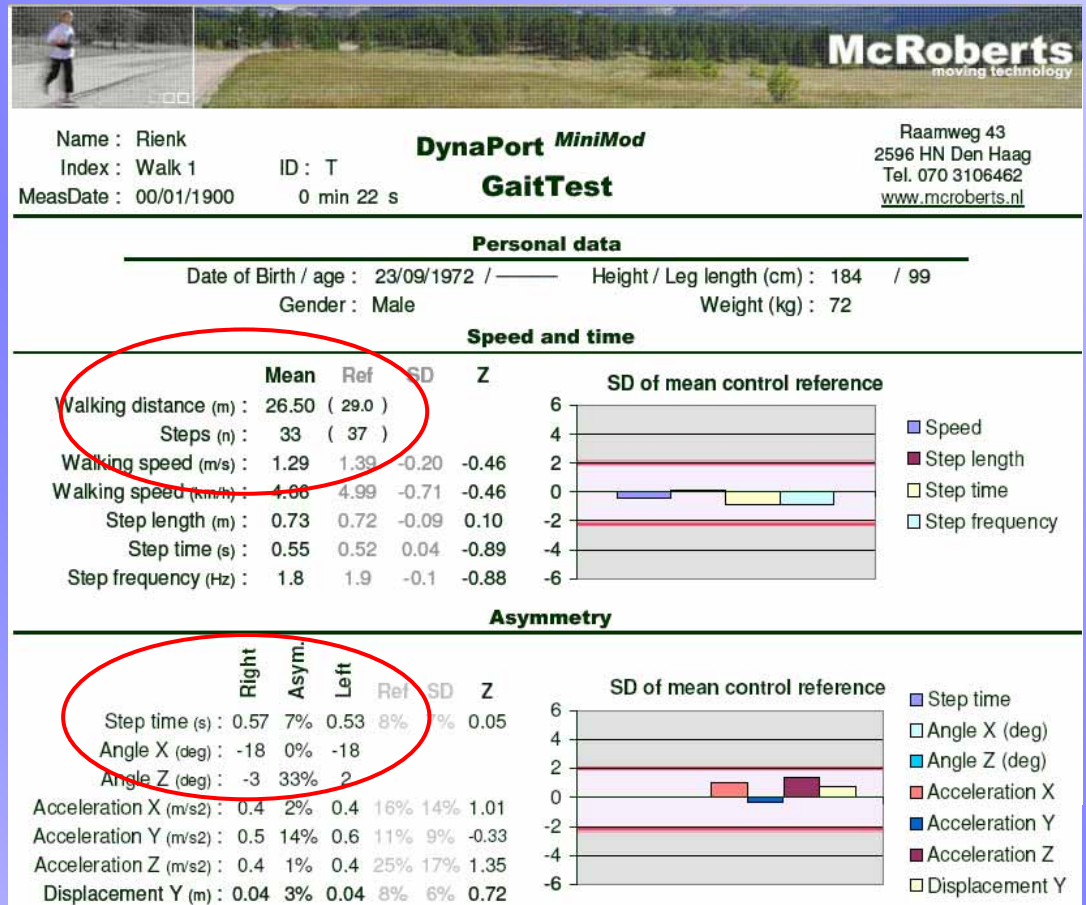 McRoberts
moving technology
Name : Rienk
Index : Walk 1 ID : T
MeasDate : 00/01/1900 0 min 22 s
DynaPort MiniMod
GaitTest
Raamweg 43
2596 HN Den Haag
Tel. 070 3106462
www.mcroberts.nl
Personal data
Date of Birth / age : 23/09/1972 / Height / Leg length (cm) : 184 / 99
Gender : Male Weight (kg) : 72
Speed and time
Mean Ref SD Z
Walking distance (m) : 26.50 ( 29.0 )
Steps (n) : 33 ( 37 )
Walking speed (m/s) : 1.29 1.39 -0.20 -0.46
Walking speed (km/h) : 4.66 4.99 -0.71 -0.46
Step length (m) : 0.73 0.72 -0.09 0.10
Step time (s) : 0.55 0.52 0.04 -0.89
Step frequency (Hz) : 1.8 1.9 -0.1 -0.88
SD of mean control reference
6
4
2
0
-2
-4
-6
Speed
Step length
Step time
Step frequency
Asymmetry
Right Asym. Left Ref SD Z
Step time (s) : 0.57 7% 0.53 8% 7% 0.05
Angle X (deg) : -18 0% -18
Angle Z (deg) : -3 33% 2
Acceleration X (m/s2) : 0.4 2% 0.4 16% 14% 1.01
Acceleration Y (m/s2) : 0.5 14% 0.6 11% 9% -0.33
Acceleration Z (m/s2) : 0.4 1% 0.4 25% 17% 1.35
Displacement Y (m) : 0.04 3% 0.04 8% 6% 0.72
SD of mean control reference
6
4
2
0
-2
-4
-6
Step time
Angle X (deg)
Angle Z (deg)
Acceleration X
Acceleration Y
Acceleration Z
Displacement Y